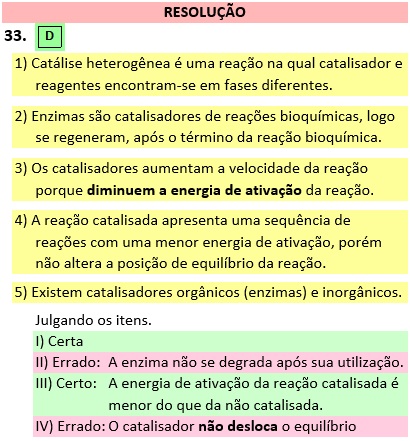 RESOLUÇÃO
33. D
1) Catálise heterogênea é uma reação na qual catalisador e
reagentes encontram-se em fases diferentes.
2) Enzimas são catalisadores de reações bioquímicas, logo
se regeneram, após o término da reação bioquímica.
3) Os catalisadores aumentam a velocidade da reação
porque diminuem a energia de ativação da reação.
4) A reação catalisada apresenta uma sequência de
reações com uma menor energia de ativação, porém
não altera a posição de equilíbrio da reação.
5) Existem catalisadores orgânicos (enzimas) e inorgânicos.
Julgando os itens.
I) Certa
II) Errado: A enzima não se degrada após sua utilização.
III) Certo: A energia de ativação da reação catalisada é
menor do que da não catalisada.
IV) Errado: O catalisador não desloca o equilíbrio